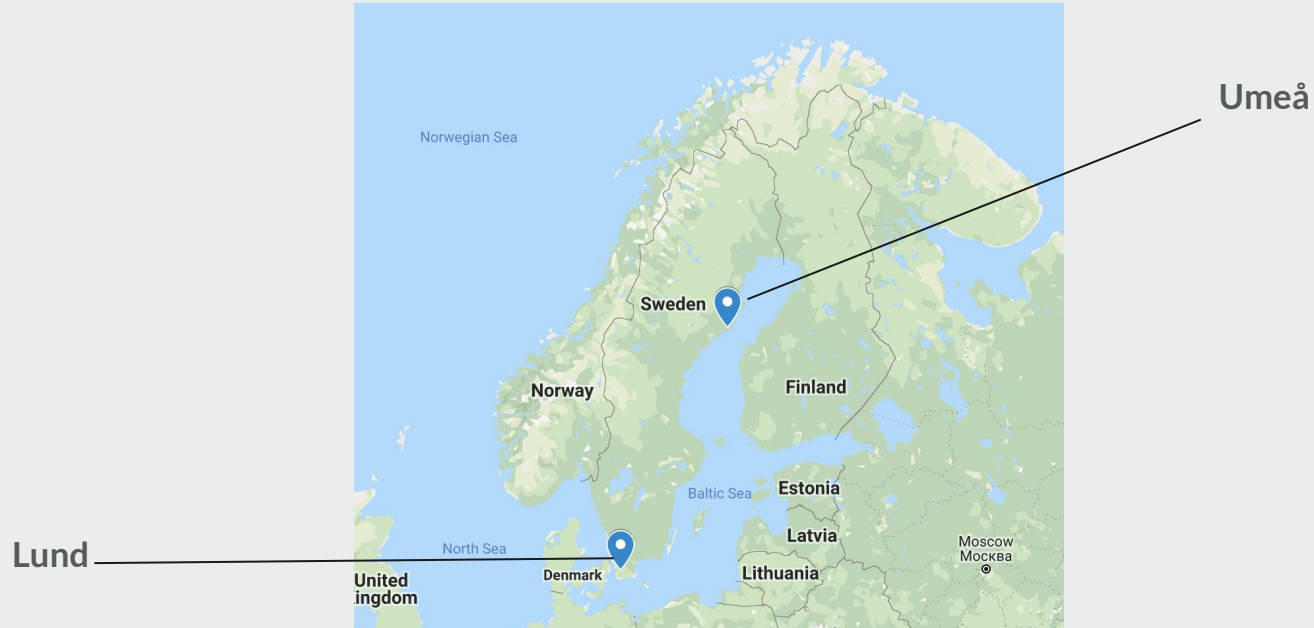 Umeå
Norwegian Sea
Sweden
Norway
Finland
Baltic Sea
Estonia
Latvia
Moscow
Москва
Lund
North Sea
Denmark
Lithuania
United
ingdom